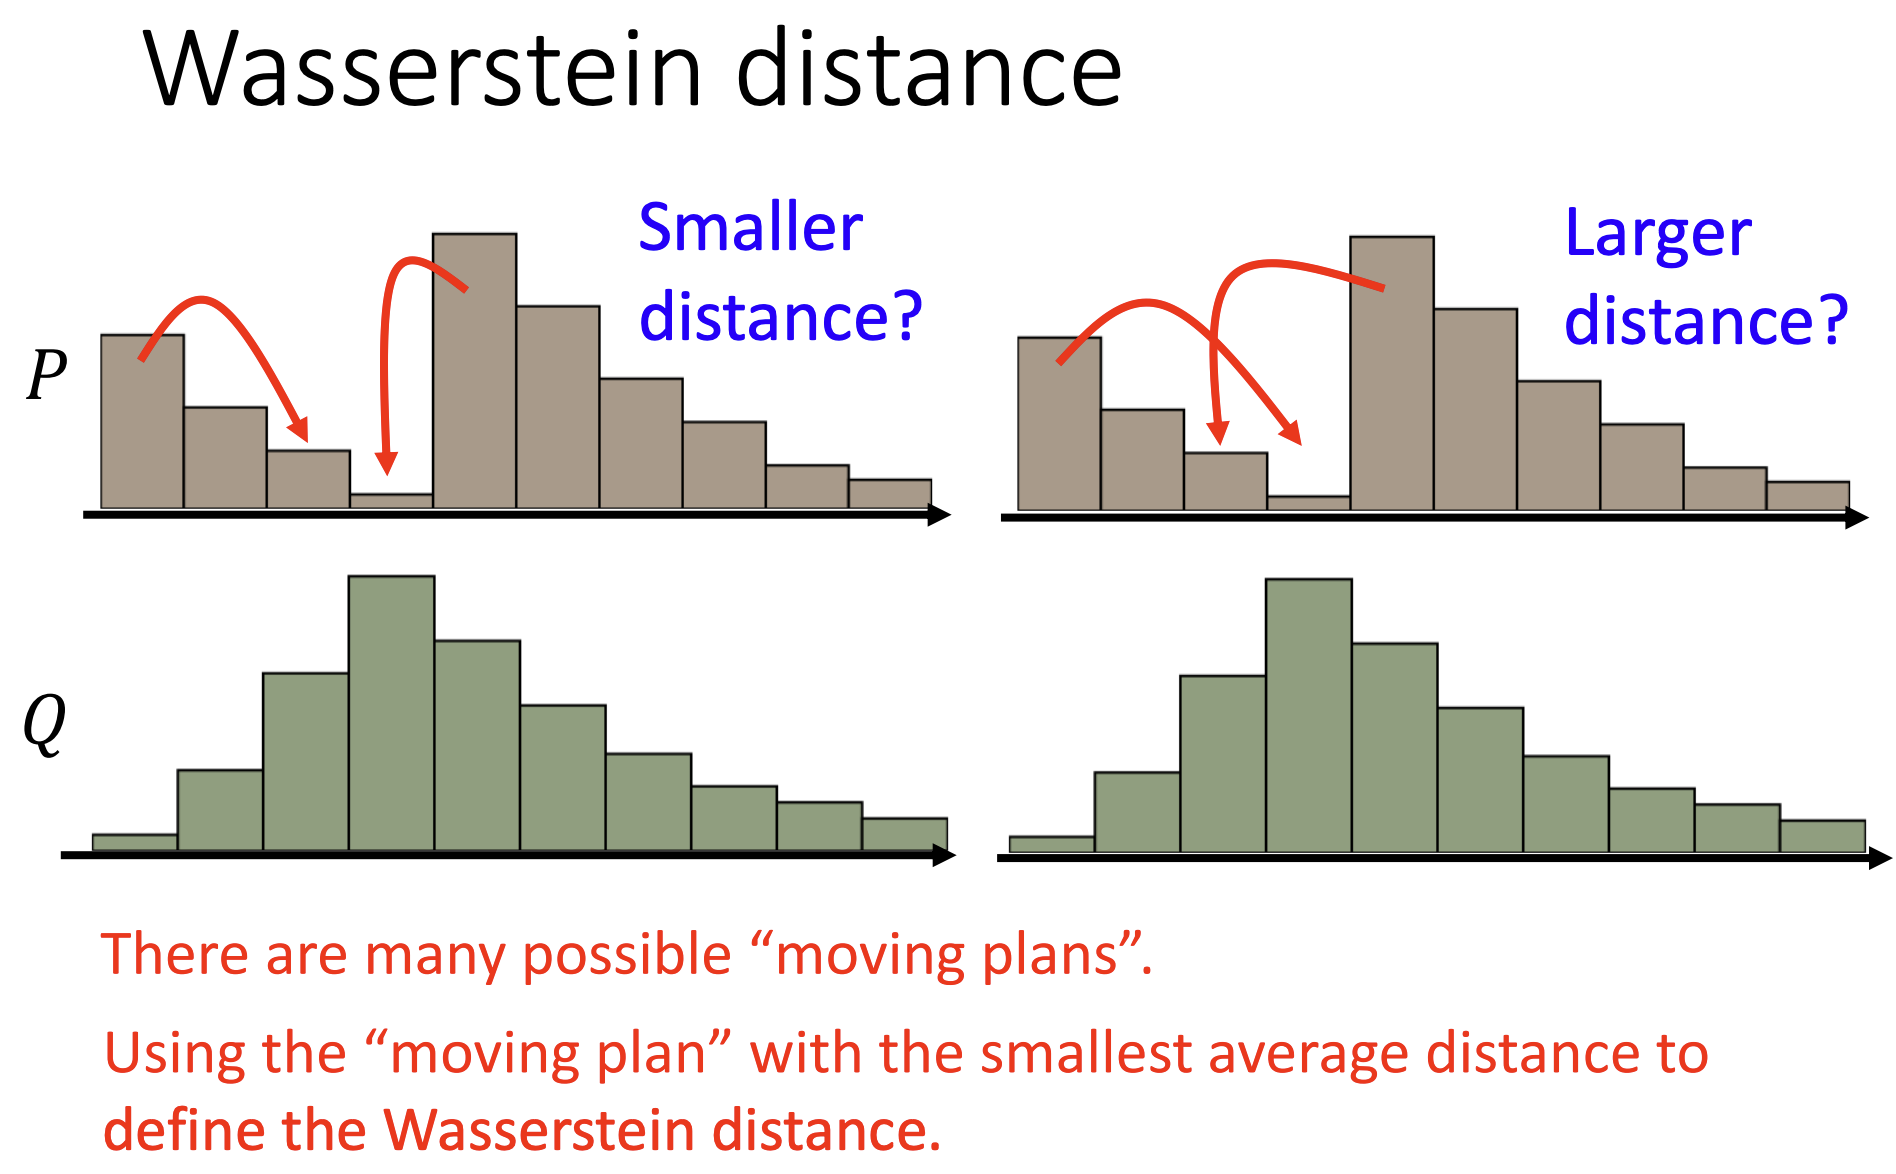 Wasserstein distance
Smaller
distance?
Larger
distance?
P
Q
There are many possible “moving plans”.
Using the “moving plan” with the smallest average distance to
define the Wasserstein distance.